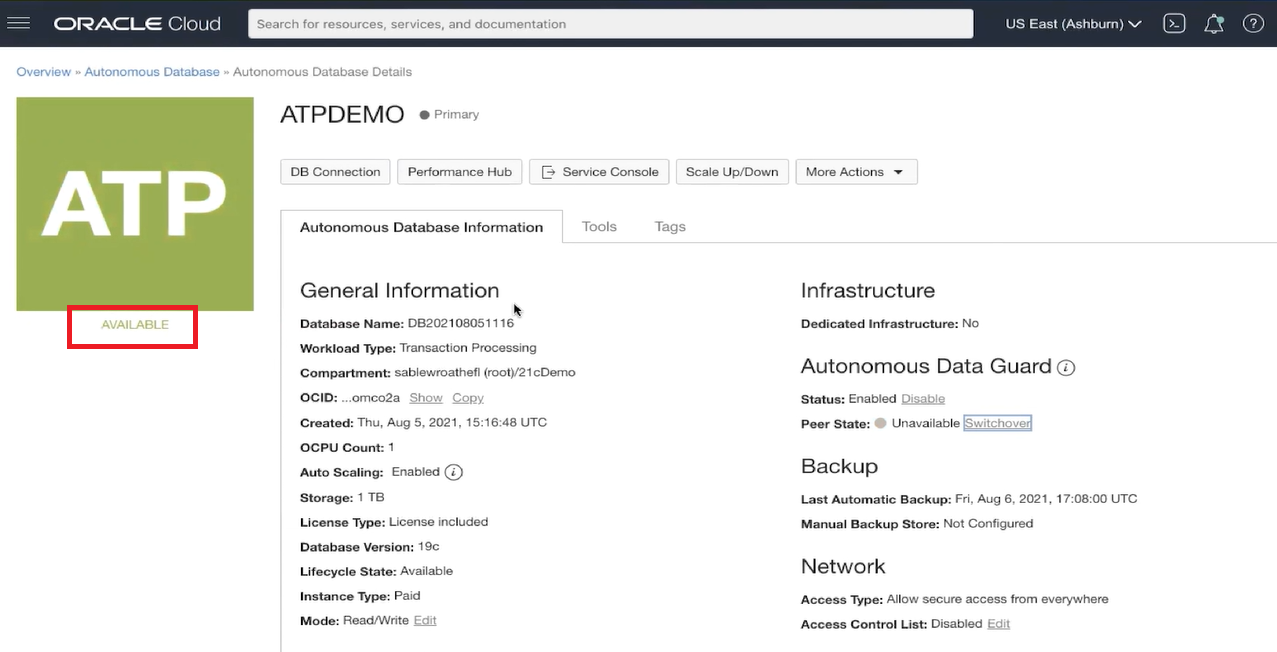 ORACLE Cloud
Search for resources, services, and documentation
US East (Ashburn)
Overview » Autonomous Database » Autonomous Database Details
ATP
AVAILABLE
ATPDEMO
Primary
DB Connection
Performance Hub
Service Console
Scale Up/Down
More Actions
Autonomous Database Information
Tools
Tags
General Information
Database Name: DB202108051116
Workload Type: Transaction Processing
Compartment: sablewroathefl (root)/21cDemo
OCID: ...omco2a Show Copy
Created: Thu, Aug 5, 2021, 15:16:48 UTC
OCPU Count: 1
Auto Scaling: Enabled i
Storage: 1 TB
License Type: License included
Database Version: 19c
Lifecycle State: Available
Instance Type: Paid
Mode: Read/Write Edit
Infrastructure
Dedicated Infrastructure: No
Autonomous Data Guard i
Status: Enabled Disable
Peer State: Unavailable Switchover
Backup
Last Automatic Backup: Fri, Aug 6, 2021, 17:08:00 UTC
Manual Backup Store: Not Configured
Network
Access Type: Allow secure access from everywhere
Access Control List: Disabled Edit